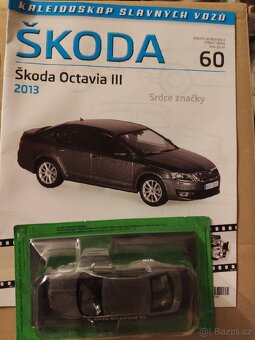 KALEIDOSKOP SLAVNÝCH VOZŮ
ŠKODA
60
Škoda Octavia III
2013
Srdce značky
Bazos.cz